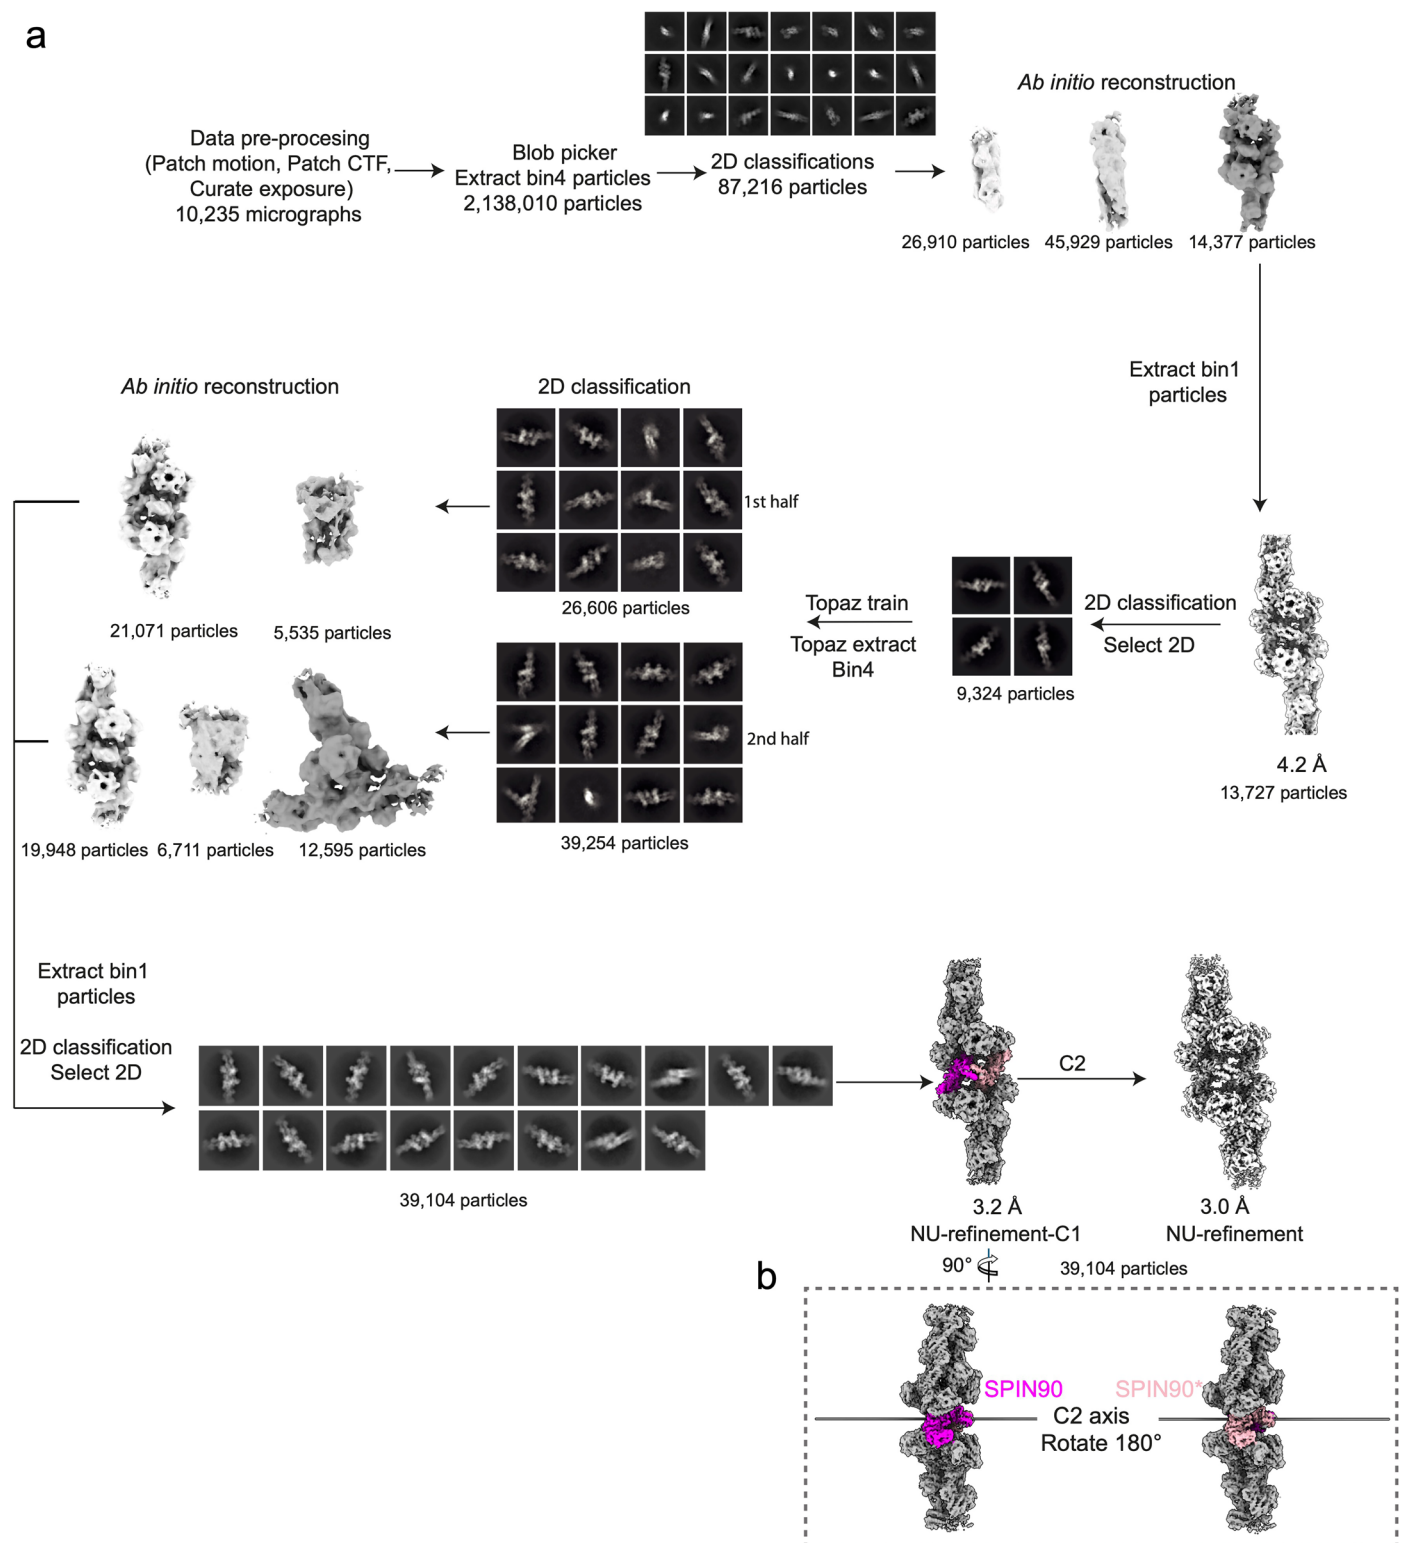 a
Data pre-procesing
(Patch motion, Patch CTF,
Curate exposure)
10,235 micrographs
Blob picker
Extract bin4 particles
2,138,010 particles
2D classifications
87,216 particles
Ab initio reconstruction
26,910 particles
45,929 particles
14,377 particles
Extract bin1
particles
4.2 Å
13,727 particles
2D classification
Select 2D
9,324 particles
Topaz train
Topaz extract
Bin4
2D classification
1st half
26,606 particles
2nd half
39,254 particles
Ab initio reconstruction
21,071 particles
5,535 particles
19,948 particles
6,711 particles
12,595 particles
Extract bin1
particles
2D classification
Select 2D
39,104 particles
C2
3.2 Å
NU-refinement-C1
3.0 Å
NU-refinement
90°
39,104 particles
b
SPIN90
SPIN90*
C2 axis
Rotate 180°